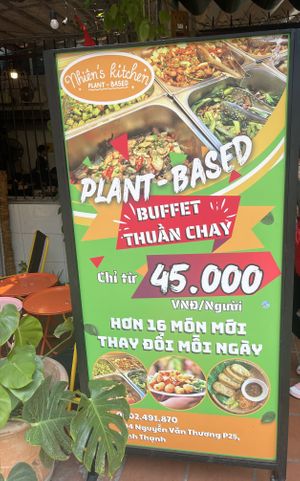 Nhiên's kitchen
PLANT - BASED
PLANT-BASED
BUFFET
THUẦN CHAY
Chỉ từ 45.000
VNĐ/Người
HƠN 16 MÓN MỚI
THAY ĐỔI MỖI NGÀY
02.491.870
4 Nguyễn Văn Thương P25,
nh Thạnh